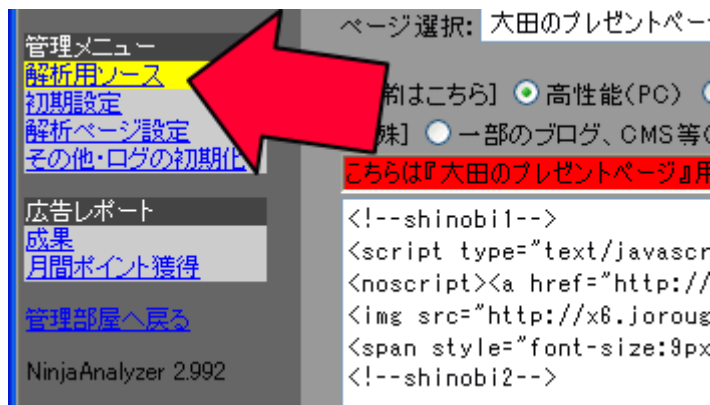 管理メニュー
解析用ソース
初期設定
解析ページ設定
その他・ログの初期化
広告レポート
成果
月間ポイント獲得
管理部屋へ戻る
NinjaAnalyzer 2.992
ページ選択: 大田のプレゼントページ
はこちら] 高性能(PC)
殊] 一部のブログ、CMS等(
こちらは『大田のプレゼントページ』用
<!--shinobi1-->
<script type="text/javascr
<noscript><a href="http://
<img src="http://x6.joroug
<span style="font-size:9px
<!--shinobi2-->